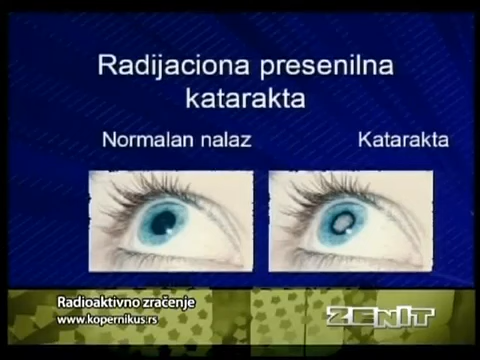 Radijaciona presenilna
katarakta
Normalan nalaz
Katarakta
Radioaktivno zračenje
www.kopernikus.rs
ZENIT